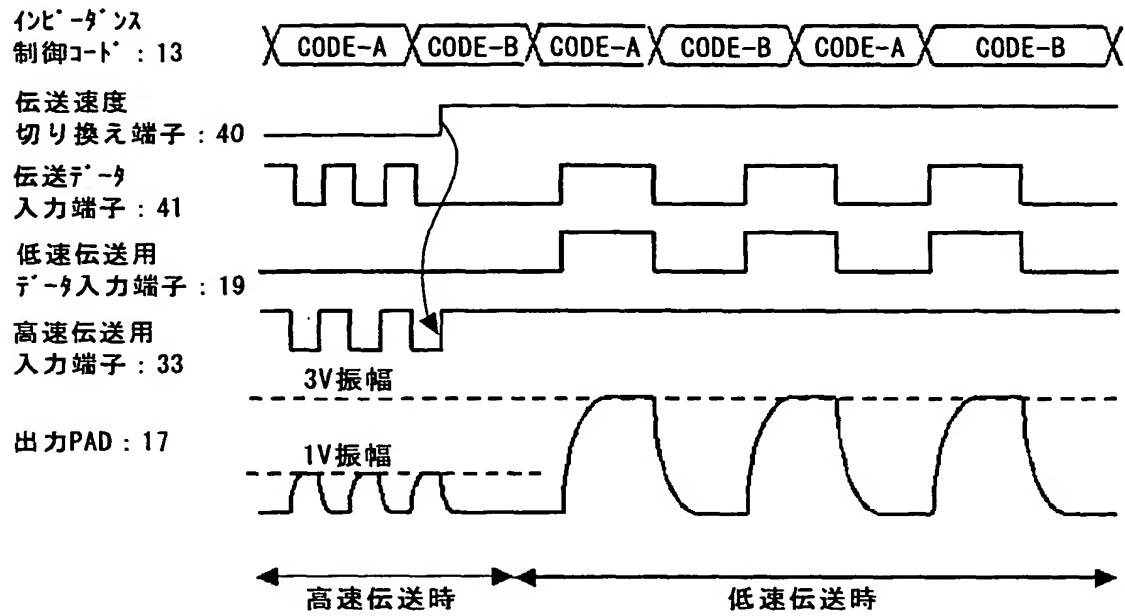 ｲﾝﾋﾟｰﾀﾞﾝｽ
制御ｺｰﾄﾞ : 13
CODE-A CODE-B CODE-A CODE-B CODE-A CODE-B
伝送速度
切り換え端子 : 40
伝送ﾃﾞｰﾀ
入力端子 : 41
低速伝送用
ﾃﾞｰﾀ入力端子 : 19
高速伝送用
入力端子 : 33
3V振幅
出力PAD : 17
1V振幅
高速伝送時 低速伝送時